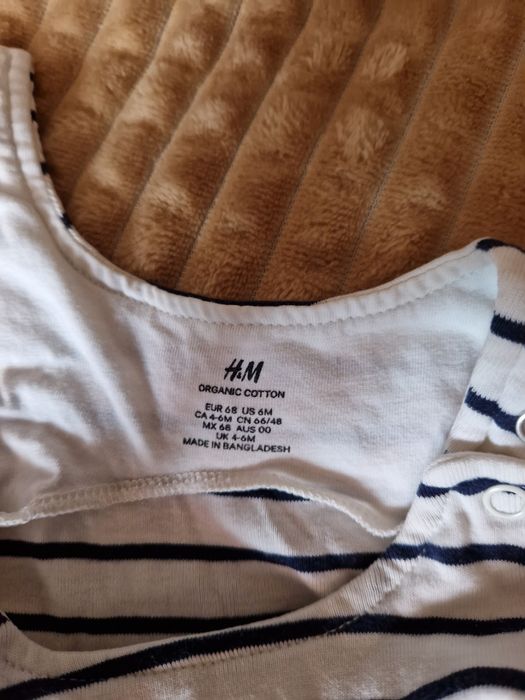 H&M
ORGANIC COTTON
EUR 68 US 6M
CA 4-6M CN 66/48
MX 68 AUS 00
UK 4-6M
MADE IN BANGLADESH